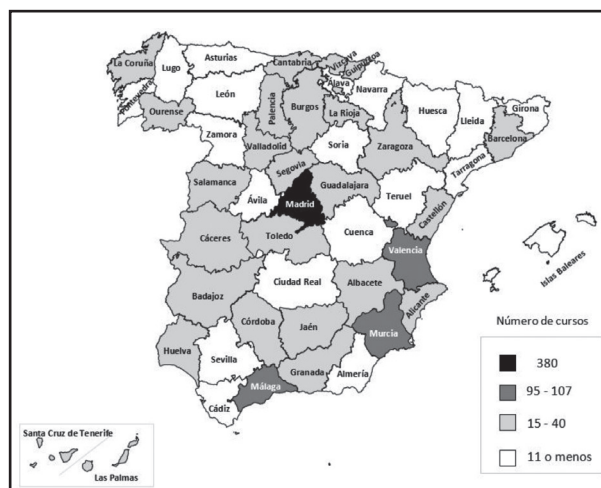 La Coruña
Lugo
Asturias
Cantabria
Vizcaya
Guipúzcoa
Álava
Navarra
Pontevedra
Ourense
León
Palencia
Burgos
La Rioja
Huesca
Lleida
Girona
Barcelona
Zamora
Valladolid
Soria
Zaragoza
Tarragona
Salamanca
Segovia
Ávila
Madrid
Guadalajara
Teruel
Castellón
Cáceres
Toledo
Cuenca
Valencia
Islas Baleares
Badajoz
Ciudad Real
Albacete
Alicante
Huelva
Sevilla
Córdoba
Jaén
Murcia
Granada
Almería
Málaga
Cádiz
Número de cursos
380
95 - 107
15 - 40
11 o menos
Santa Cruz de Tenerife
Las Palmas